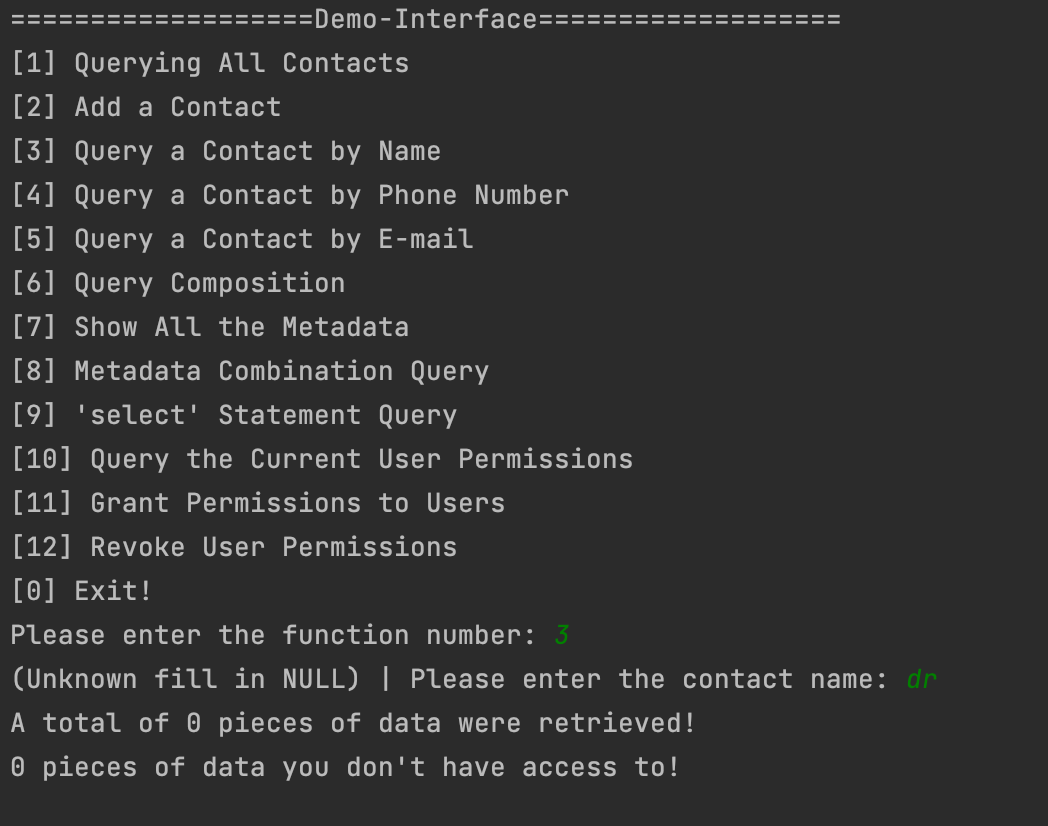 ===================Demo-Interface===================
[1] Querying All Contacts
[2] Add a Contact
[3] Query a Contact by Name
[4] Query a Contact by Phone Number
[5] Query a Contact by E-mail
[6] Query Composition
[7] Show All the Metadata
[8] Metadata Combination Query
[9] 'select' Statement Query
[10] Query the Current User Permissions
[11] Grant Permissions to Users
[12] Revoke User Permissions
[0] Exit!
Please enter the function number: 3
(Unknown fill in NULL) | Please enter the contact name: dr
A total of 0 pieces of data were retrieved!
0 pieces of data you don't have access to!